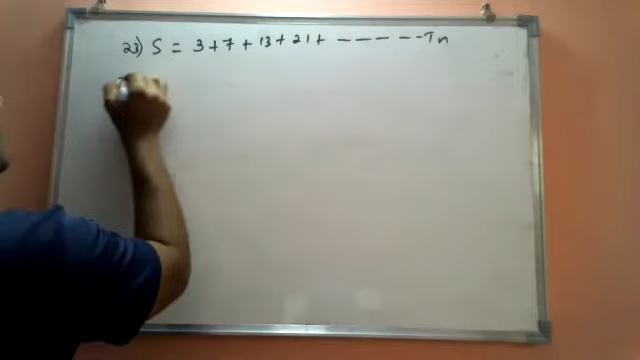 23) S = 3 + 7 + 13 + 21 + — — — — - Tn